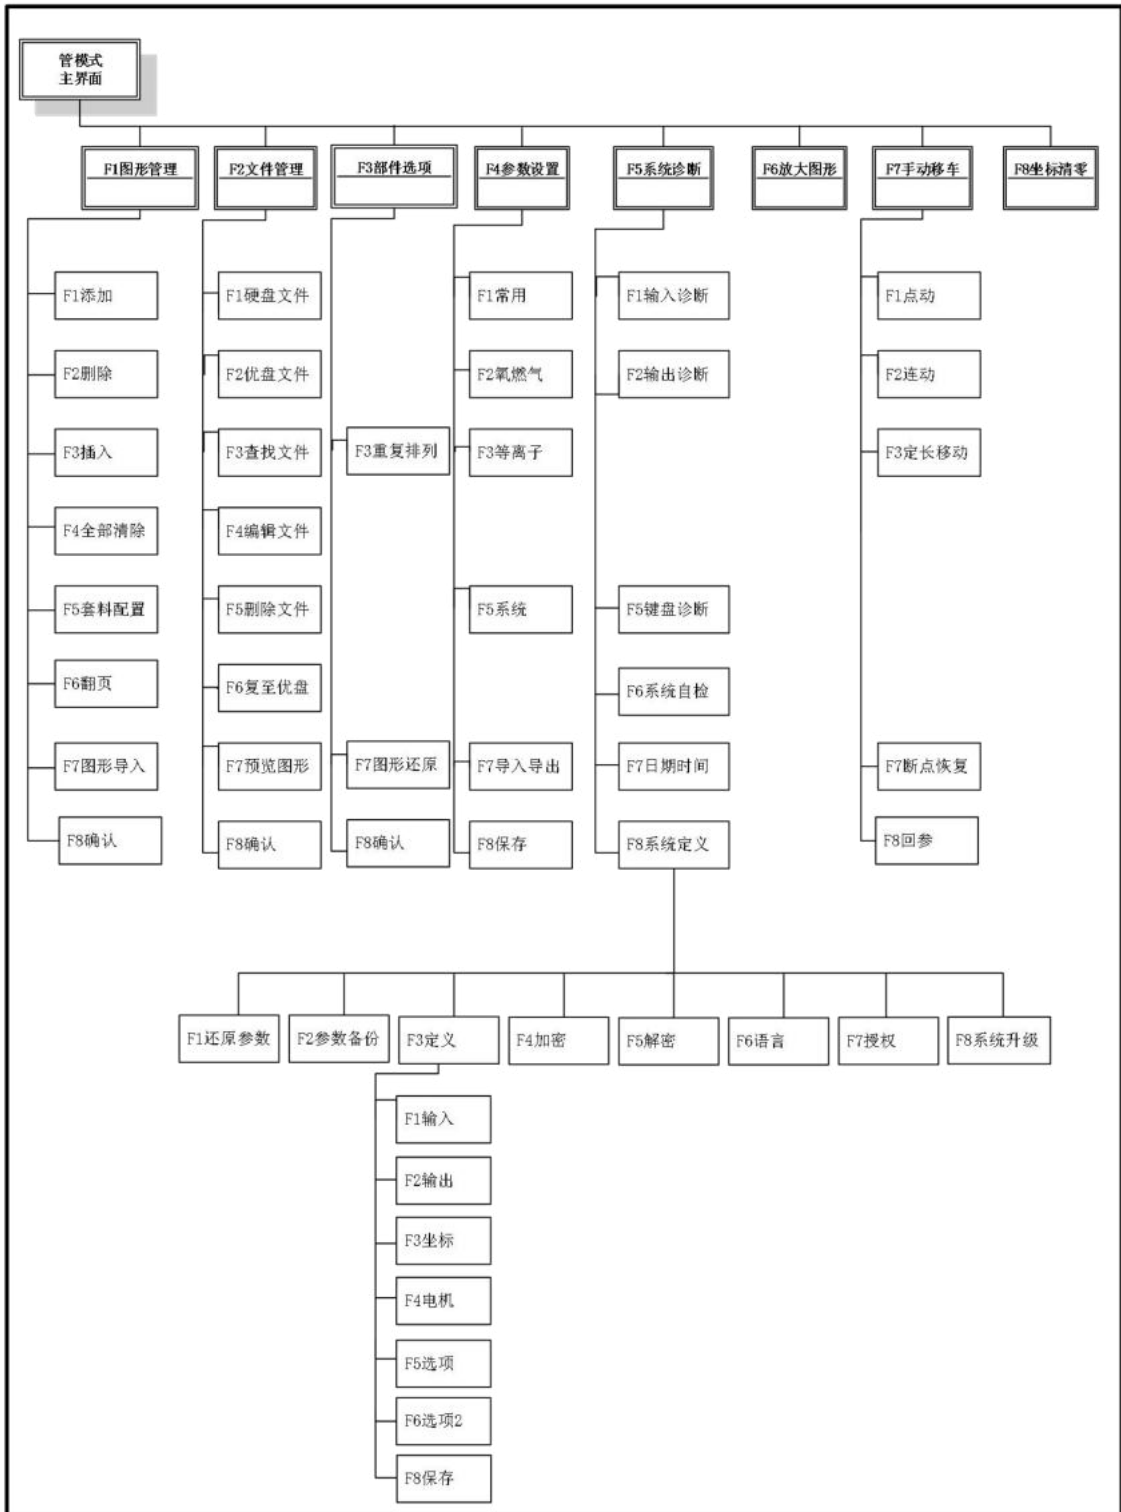 管模式
主界面
F1图形管理
F2文件管理
F3部件选项
F4参数设置
F5系统诊断
F6放大图形
F7手动移车
F8坐标清零
F1添加
F1硬盘文件
F1常用
F1输入诊断
F1点动
F2删除
F2优盘文件
F2氧燃气
F2输出诊断
F2连动
F3插入
F3查找文件
F3重复排列
F3等离子
F3定长移动
F4全部清除
F4编辑文件
F5套料配置
F5删除文件
F5系统
F5键盘诊断
F6翻页
F6复至优盘
F6系统自检
F7图形导入
F7预览图形
F7图形还原
F7导入导出
F7日期时间
F7断点恢复
F8确认
F8确认
F8确认
F8保存
F8系统定义
F8回参
F1还原参数
F2参数备份
F3定义
F4加密
F5解密
F6语言
F7授权
F8系统升级
F1输入
F2输出
F3坐标
F4电机
F5选项
F6选项2
F8保存